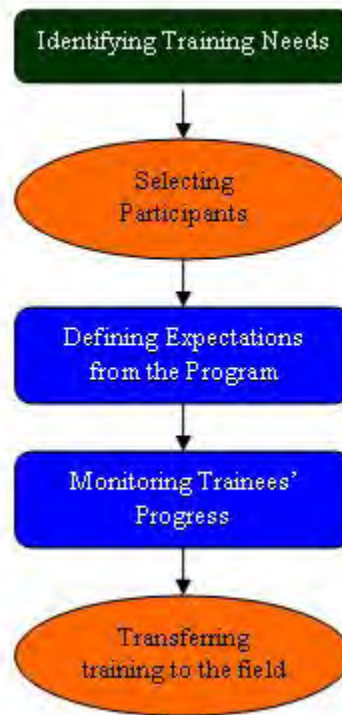 Identifying Training Needs
Selecting
Participants
Defining Expectations
from the Program
Monitoring Trainees'
Progress
Transferring
training to the field